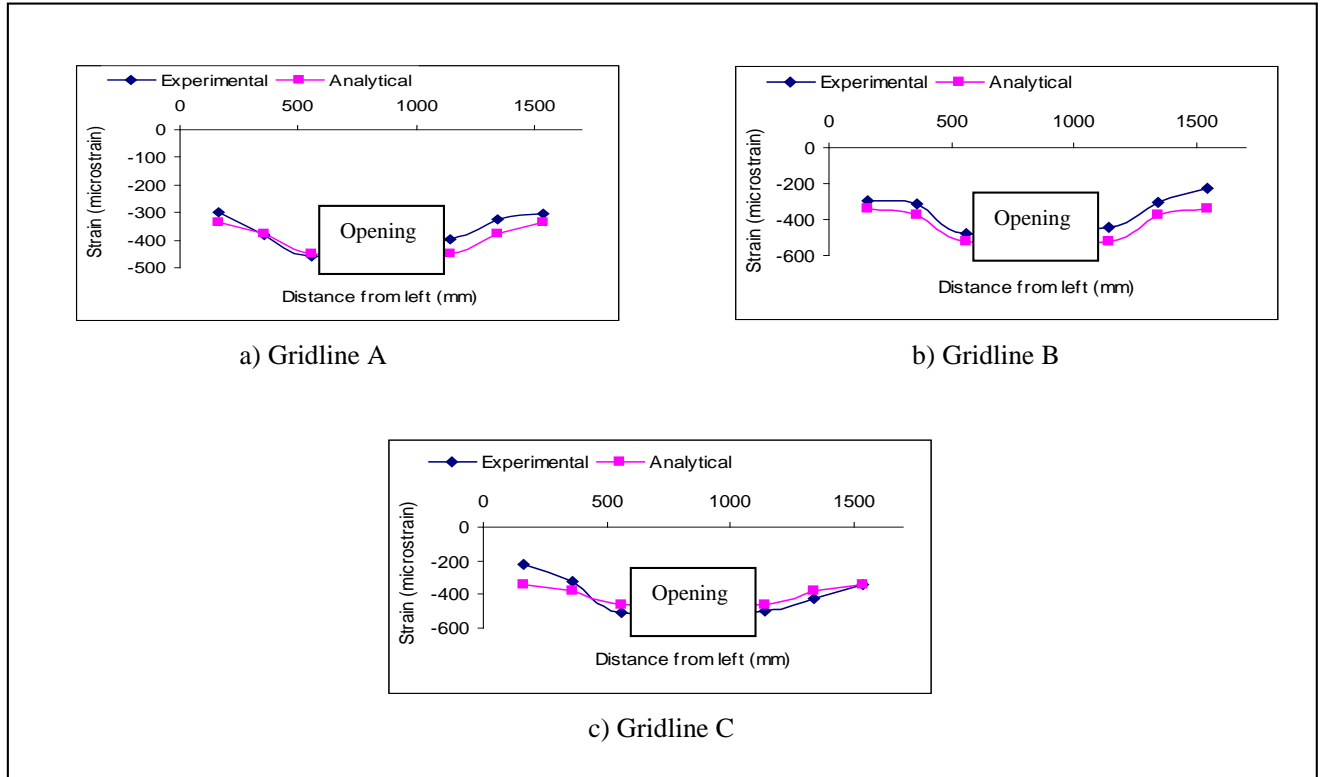 Experimental Analytical
0 500 1000 1500
0
-100
-200
-300
-400
-500
Strain (microstrain)
Opening
Distance from left (mm)
a) Gridline A
Experimental Analytical
0 500 1000 1500
0
-200
-400
-600
Strain (microstrain)
Opening
Distance from left (mm)
b) Gridline B
Experimental Analytical
0 500 1000 1500
0
-200
-400
-600
Strain (microstrain)
Opening
Distance from left (mm)
c) Gridline C